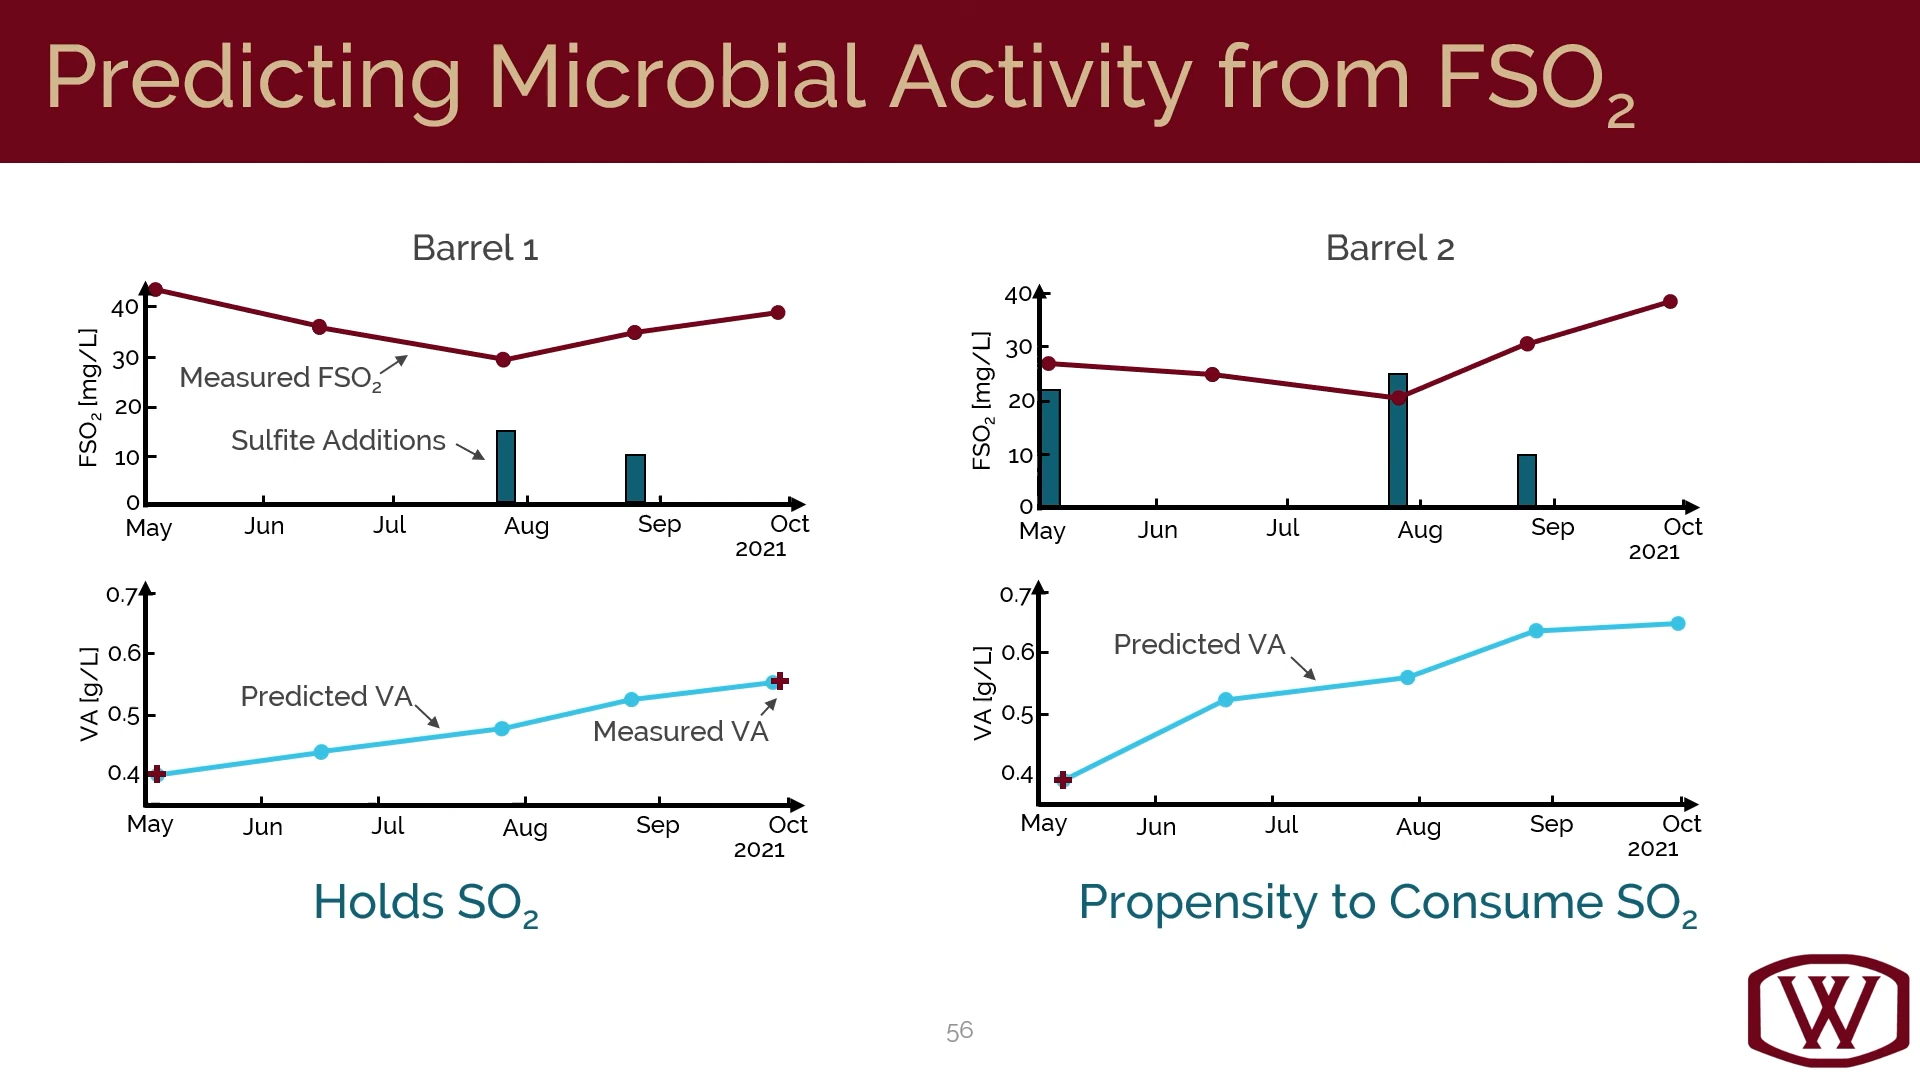 Predicting Microbial Activity from FSO₂
Barrel 1
FSO₂ [mg/L]
40
30
20
10
0
Measured FSO₂
Sulfite Additions
May Jun Jul Aug Sep Oct
2021
VA [g/L]
0.7
0.6
0.5
0.4
Predicted VA
Measured VA
May Jun Jul Aug Sep Oct
2021
Holds SO₂
Barrel 2
FSO₂ [mg/L]
40
30
20
10
0
May Jun Jul Aug Sep Oct
2021
VA [g/L]
0.7
0.6
0.5
0.4
Predicted VA
May Jun Jul Aug Sep Oct
2021
Propensity to Consume SO₂
56
W